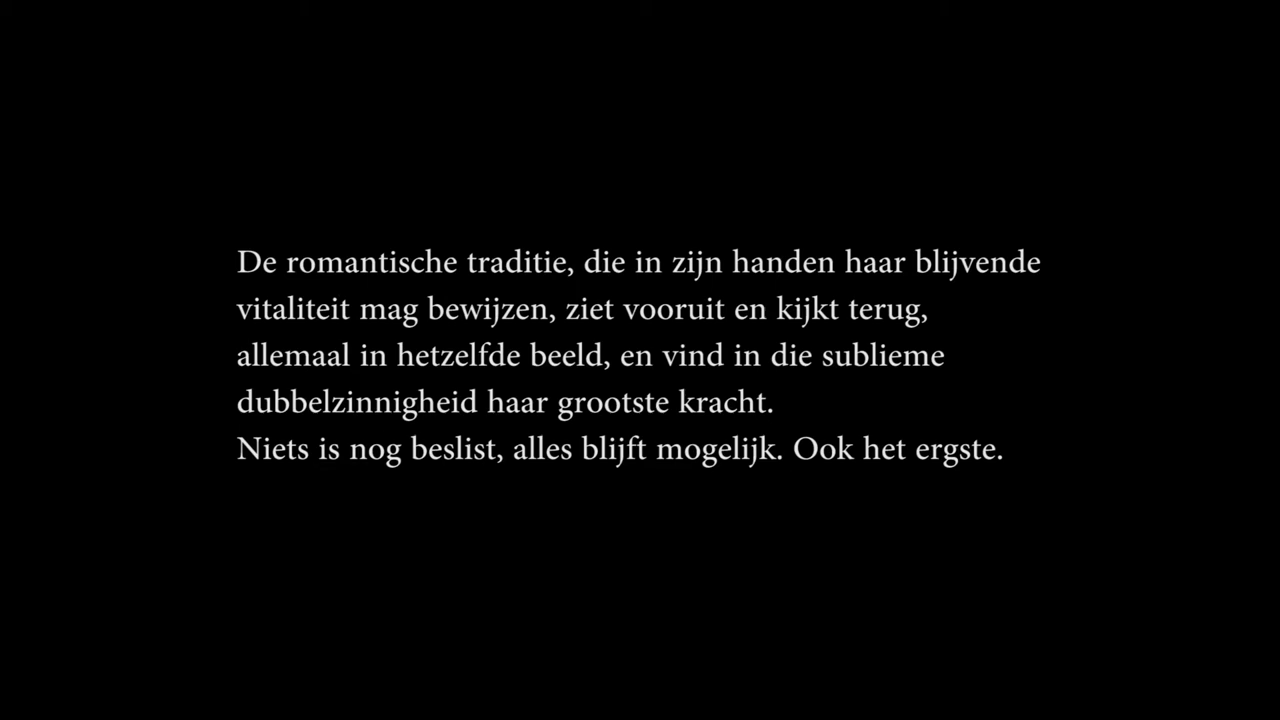 De romantische traditie, die in zijn handen haar blijvende
vitaliteit mag bewijzen, ziet vooruit en kijkt terug,
allemaal in hetzelfde beeld, en vind in die sublieme
dubbelzinnigheid haar grootste kracht.
Niets is nog beslist, alles blijft mogelijk. Ook het ergste.